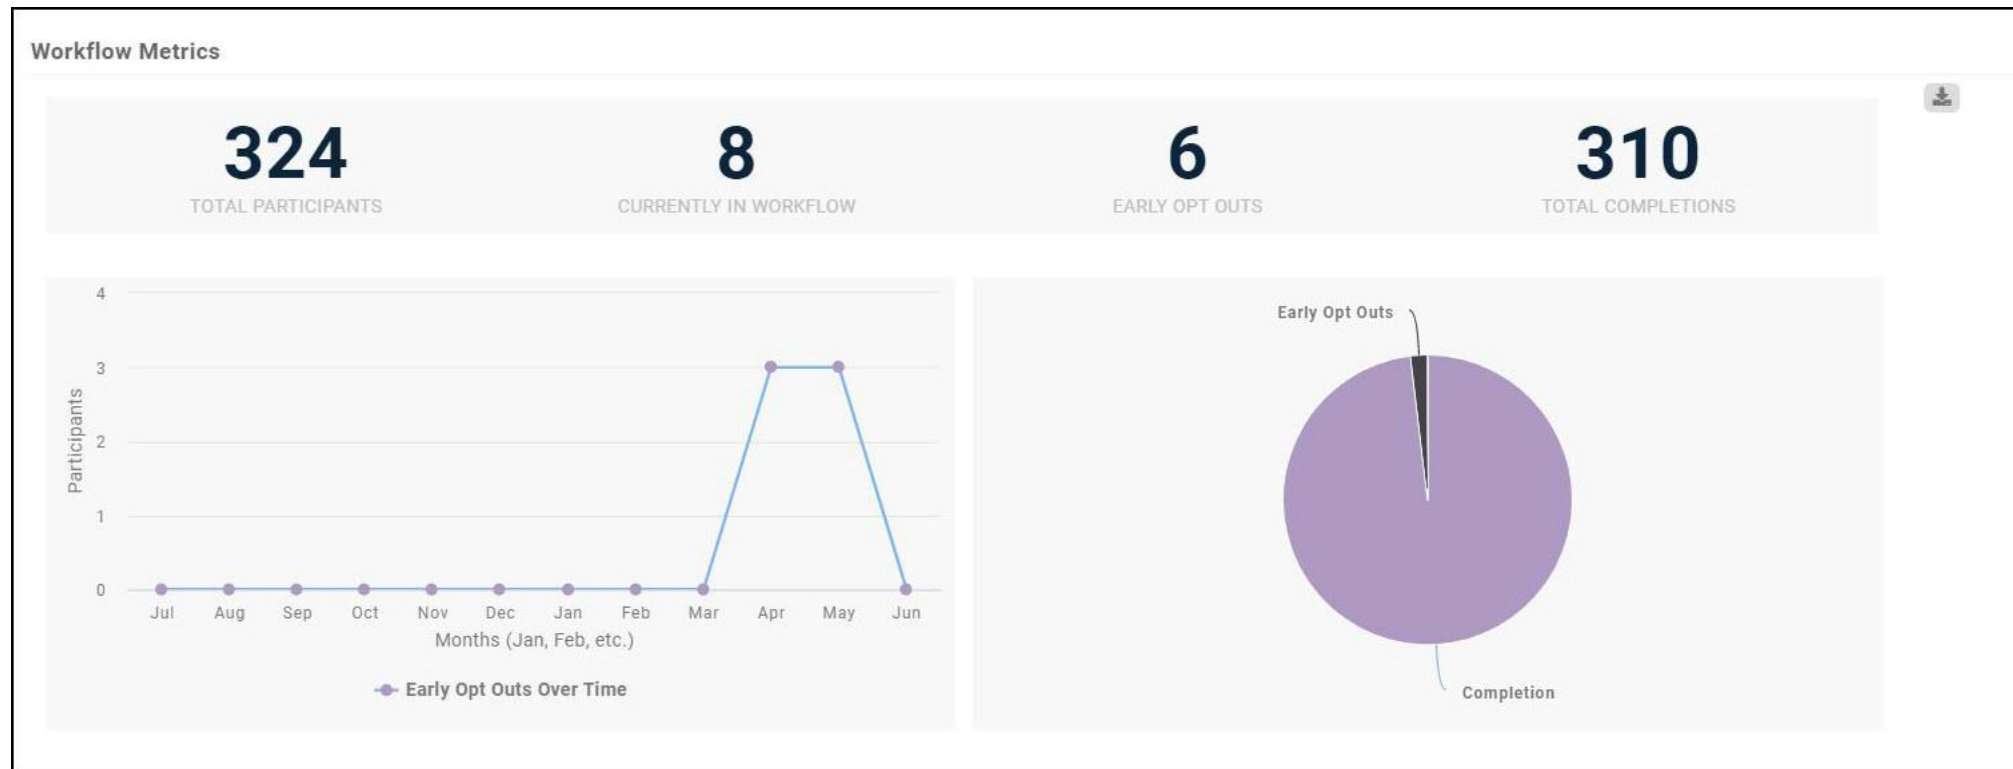 Workflow Metrics
324
TOTAL PARTICIPANTS
8
CURRENTLY IN WORKFLOW
6
EARLY OPT OUTS
310
TOTAL COMPLETIONS
4
3
2
1
0
Participants
Jul Aug Sep Oct Nov Dec Jan Feb Mar Apr May Jun
Months (Jan, Feb, etc.)
Early Opt Outs Over Time
Early Opt Outs
Completion